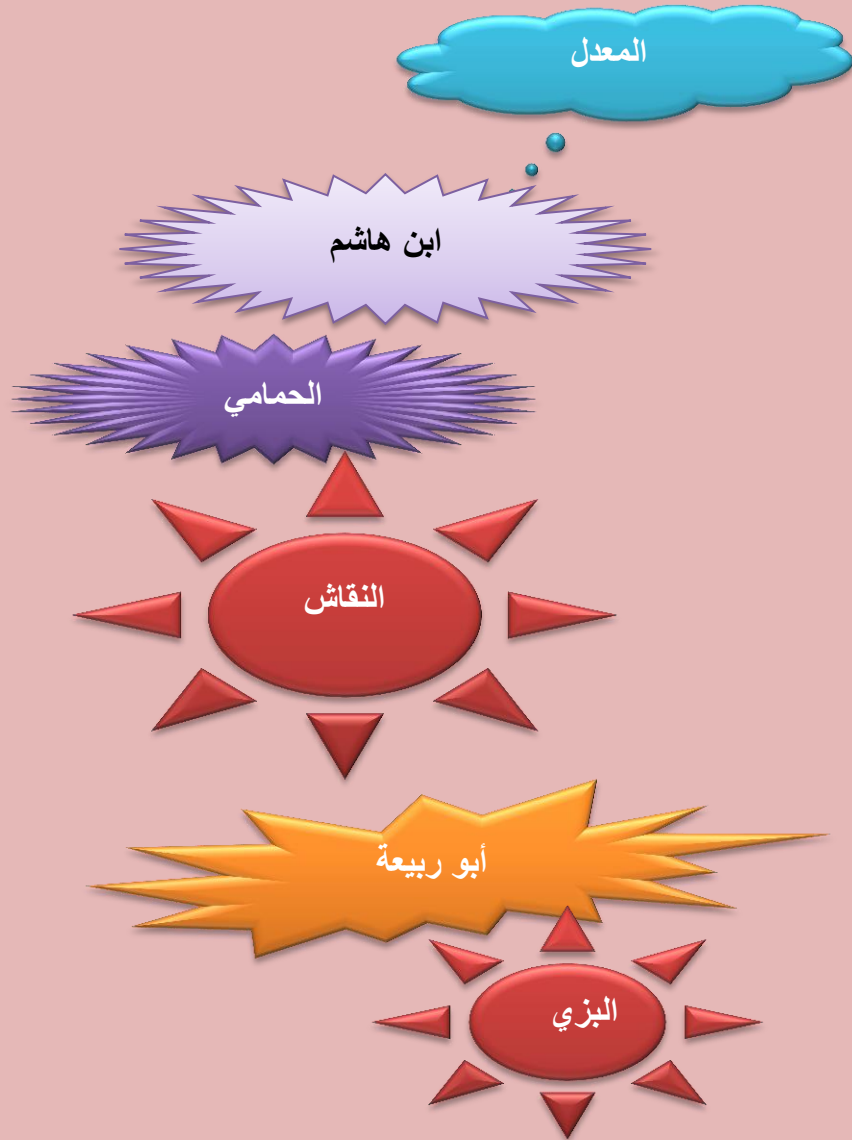 المعدل
ابن هاشم
الحمامي
النقاش
أبو ربيعة
البزي